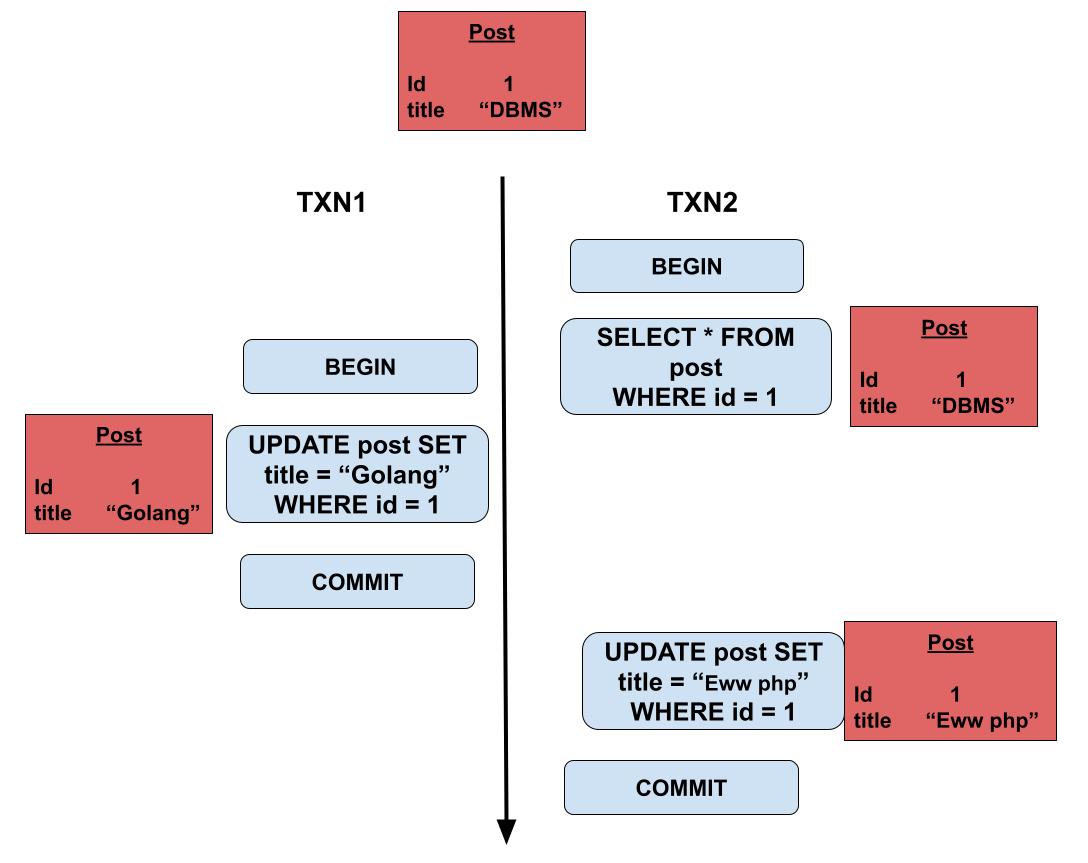 Post
Id 1
title “DBMS”
TXN1
TXN2
BEGIN
SELECT * FROM
post
WHERE id = 1
Post
Id 1
title “DBMS”
BEGIN
UPDATE post SET
title = “Golang”
WHERE id = 1
Post
Id 1
title “Golang”
COMMIT
UPDATE post SET
title = “Eww php”
WHERE id = 1
Post
Id 1
title “Eww php”
COMMIT